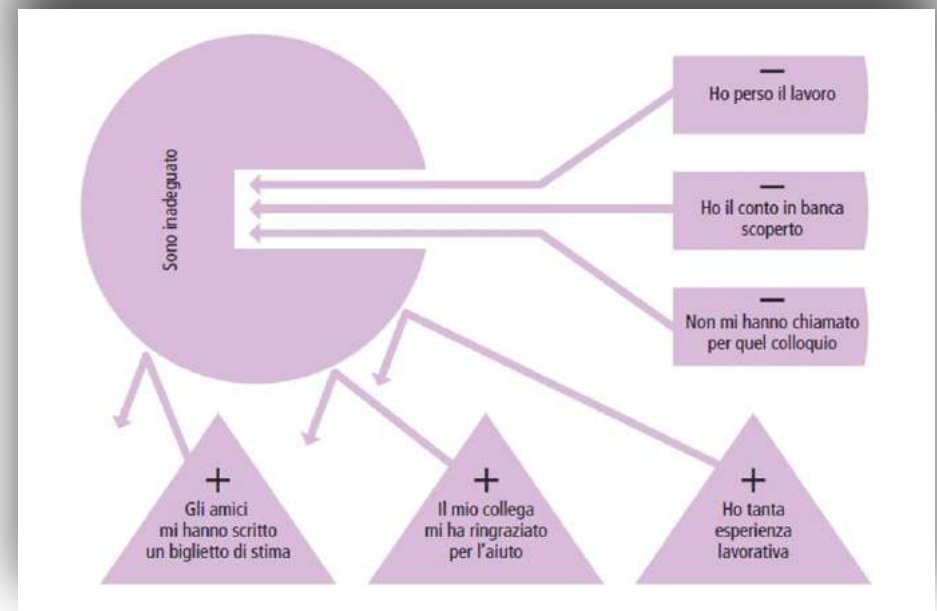 Sono inadeguato
−
Ho perso il lavoro
−
Ho il conto in banca
scoperto
−
Non mi hanno chiamato
per quel colloquio
+
Gli amici
mi hanno scritto
un biglietto di stima
+
Il mio collega
mi ha ringraziato
per l'aiuto
+
Ho tanta
esperienza
lavorativa